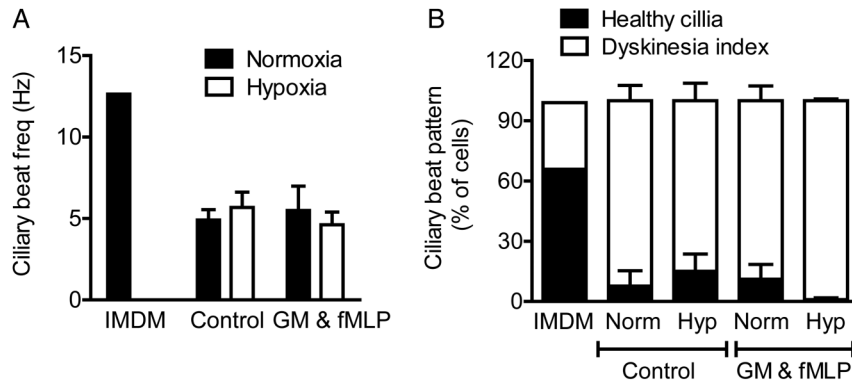 A
Ciliary beat freq (Hz)
15
10
5
0
Normoxia
Hypoxia
IMDM
Control
GM & fMLP
B
Healthy cillia
Dyskinesia index
Ciliary beat pattern
(% of cells)
120
90
60
30
0
IMDM
Norm
Hyp
Norm
Hyp
Control
GM & fMLP